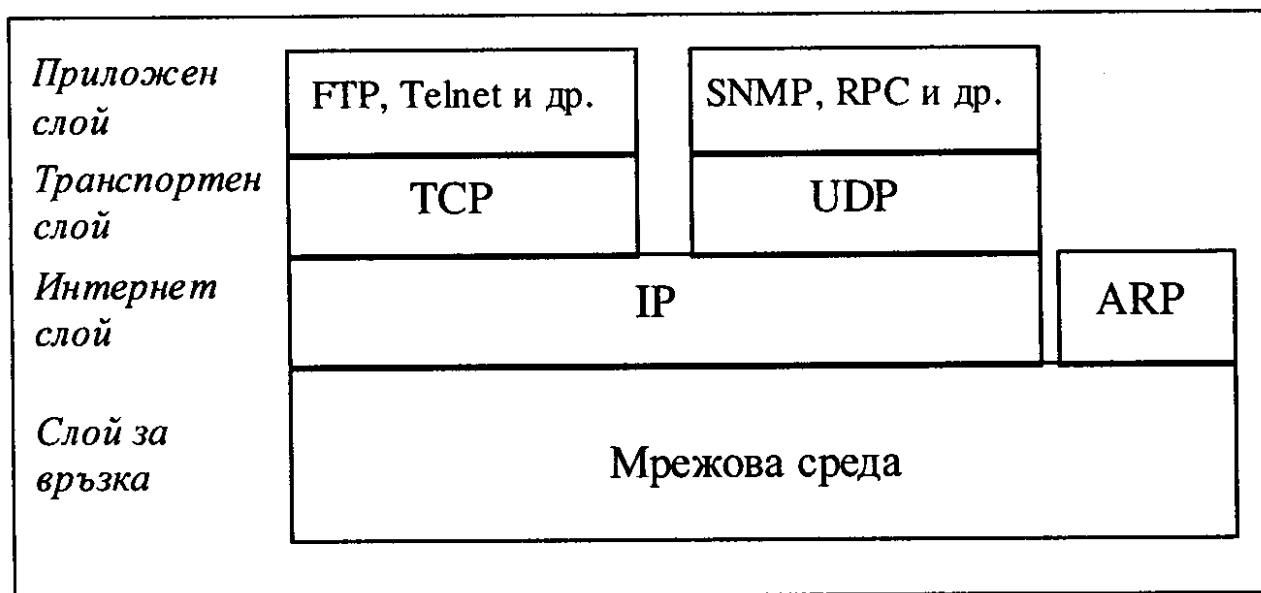 Приложен
слой
FTP, Telnet и др.
SNMP, RPC и др.
Транспортен
слой
TCP
UDP
Интернет
слой
IP
ARP
Слой за
връзка
Мрежова среда